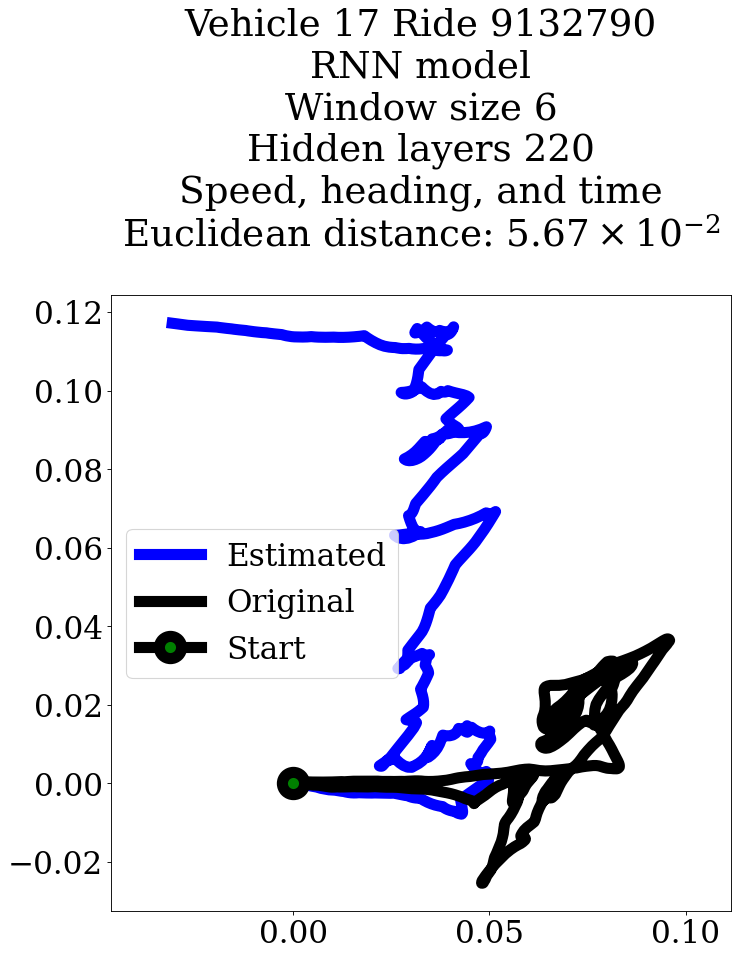 Vehicle 17 Ride 9132790
RNN model
Window size 6
Hidden layers 220
Speed, heading, and time
Euclidean distance: 5.67 × 10⁻²
0.12
0.10
0.08
0.06
0.04
0.02
0.00
−0.02
Estimated
Original
Start
0.00 0.05 0.10